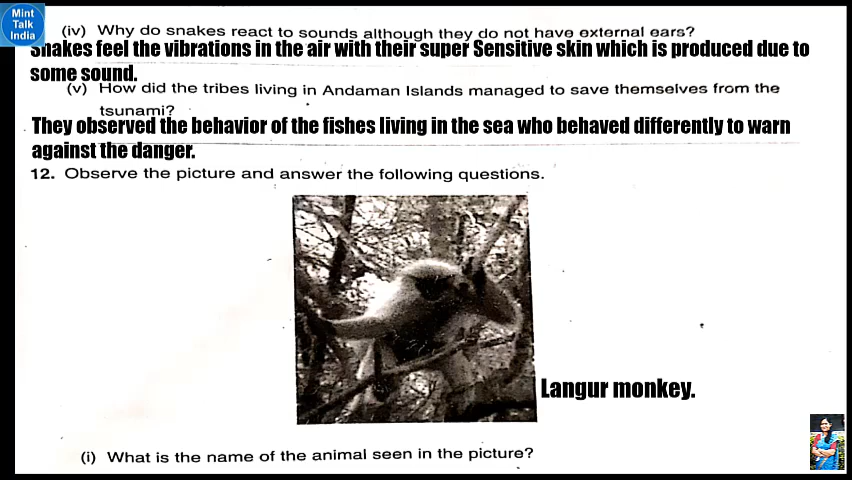 Mint
Talk
India
(iv) Why do snakes react to sounds although they do not have external ears?
Snakes feel the vibrations in the air with their super Sensitive skin which is produced due to
some sound.
(v) How did the tribes living in Andaman Islands managed to save themselves from the
tsunami?
They observed the behavior of the fishes living in the sea who behaved differently to warn
against the danger.
12. Observe the picture and answer the following questions.
Langur monkey.
(i) What is the name of the animal seen in the picture?